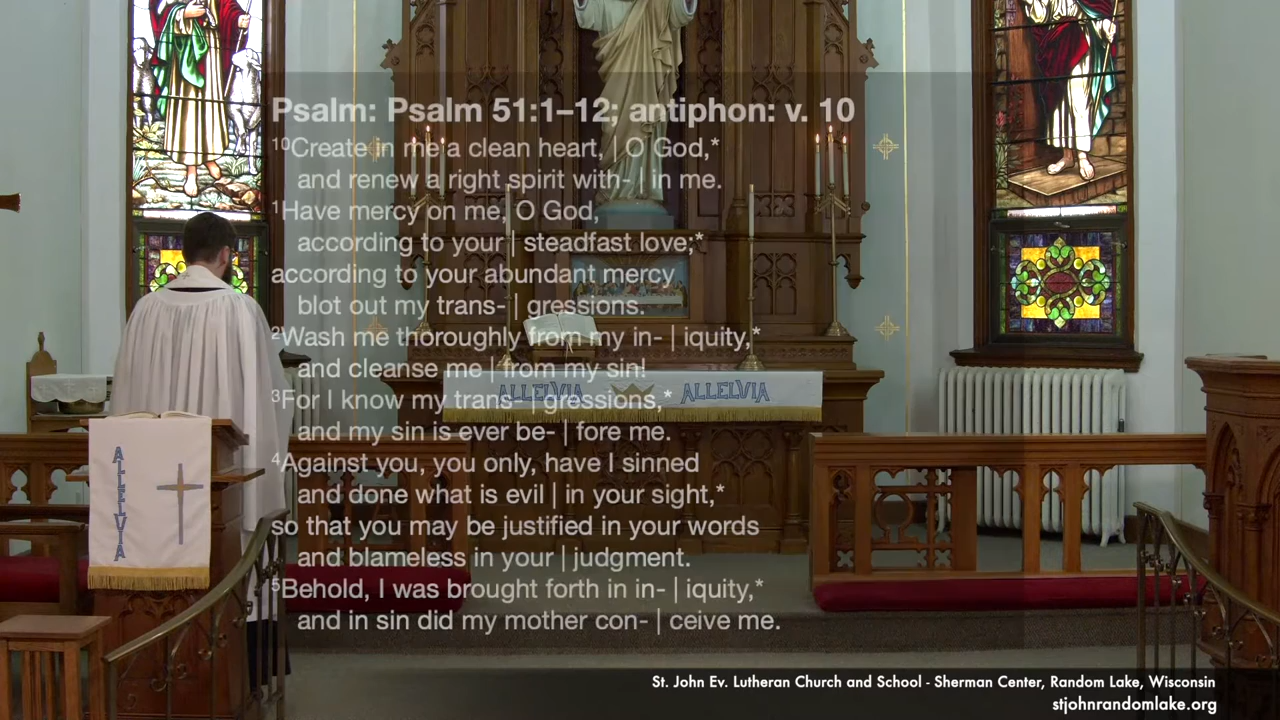 Psalm: Psalm 51:1–12; antiphon: v. 10
¹⁰Create in me a clean heart, | O God,*
and renew a right spirit with- | in me.
¹Have mercy on me, O God,
according to your | steadfast love;*
according to your abundant mercy
blot out my trans- | gressions.
²Wash me thoroughly from my in- | iquity,*
and cleanse me | from my sin!
³For I know my trans- | gressions,*
and my sin is ever be- | fore me.
⁴Against you, you only, have I sinned
and done what is evil | in your sight,*
so that you may be justified in your words
and blameless in your | judgment.
⁵Behold, I was brought forth in in- | iquity,*
and in sin did my mother con- | ceive me.
ALLELVIA ALLELVIA
ALLELVIA
St. John Ev. Lutheran Church and School - Sherman Center, Random Lake, Wisconsin
stjohnrandomlake.org